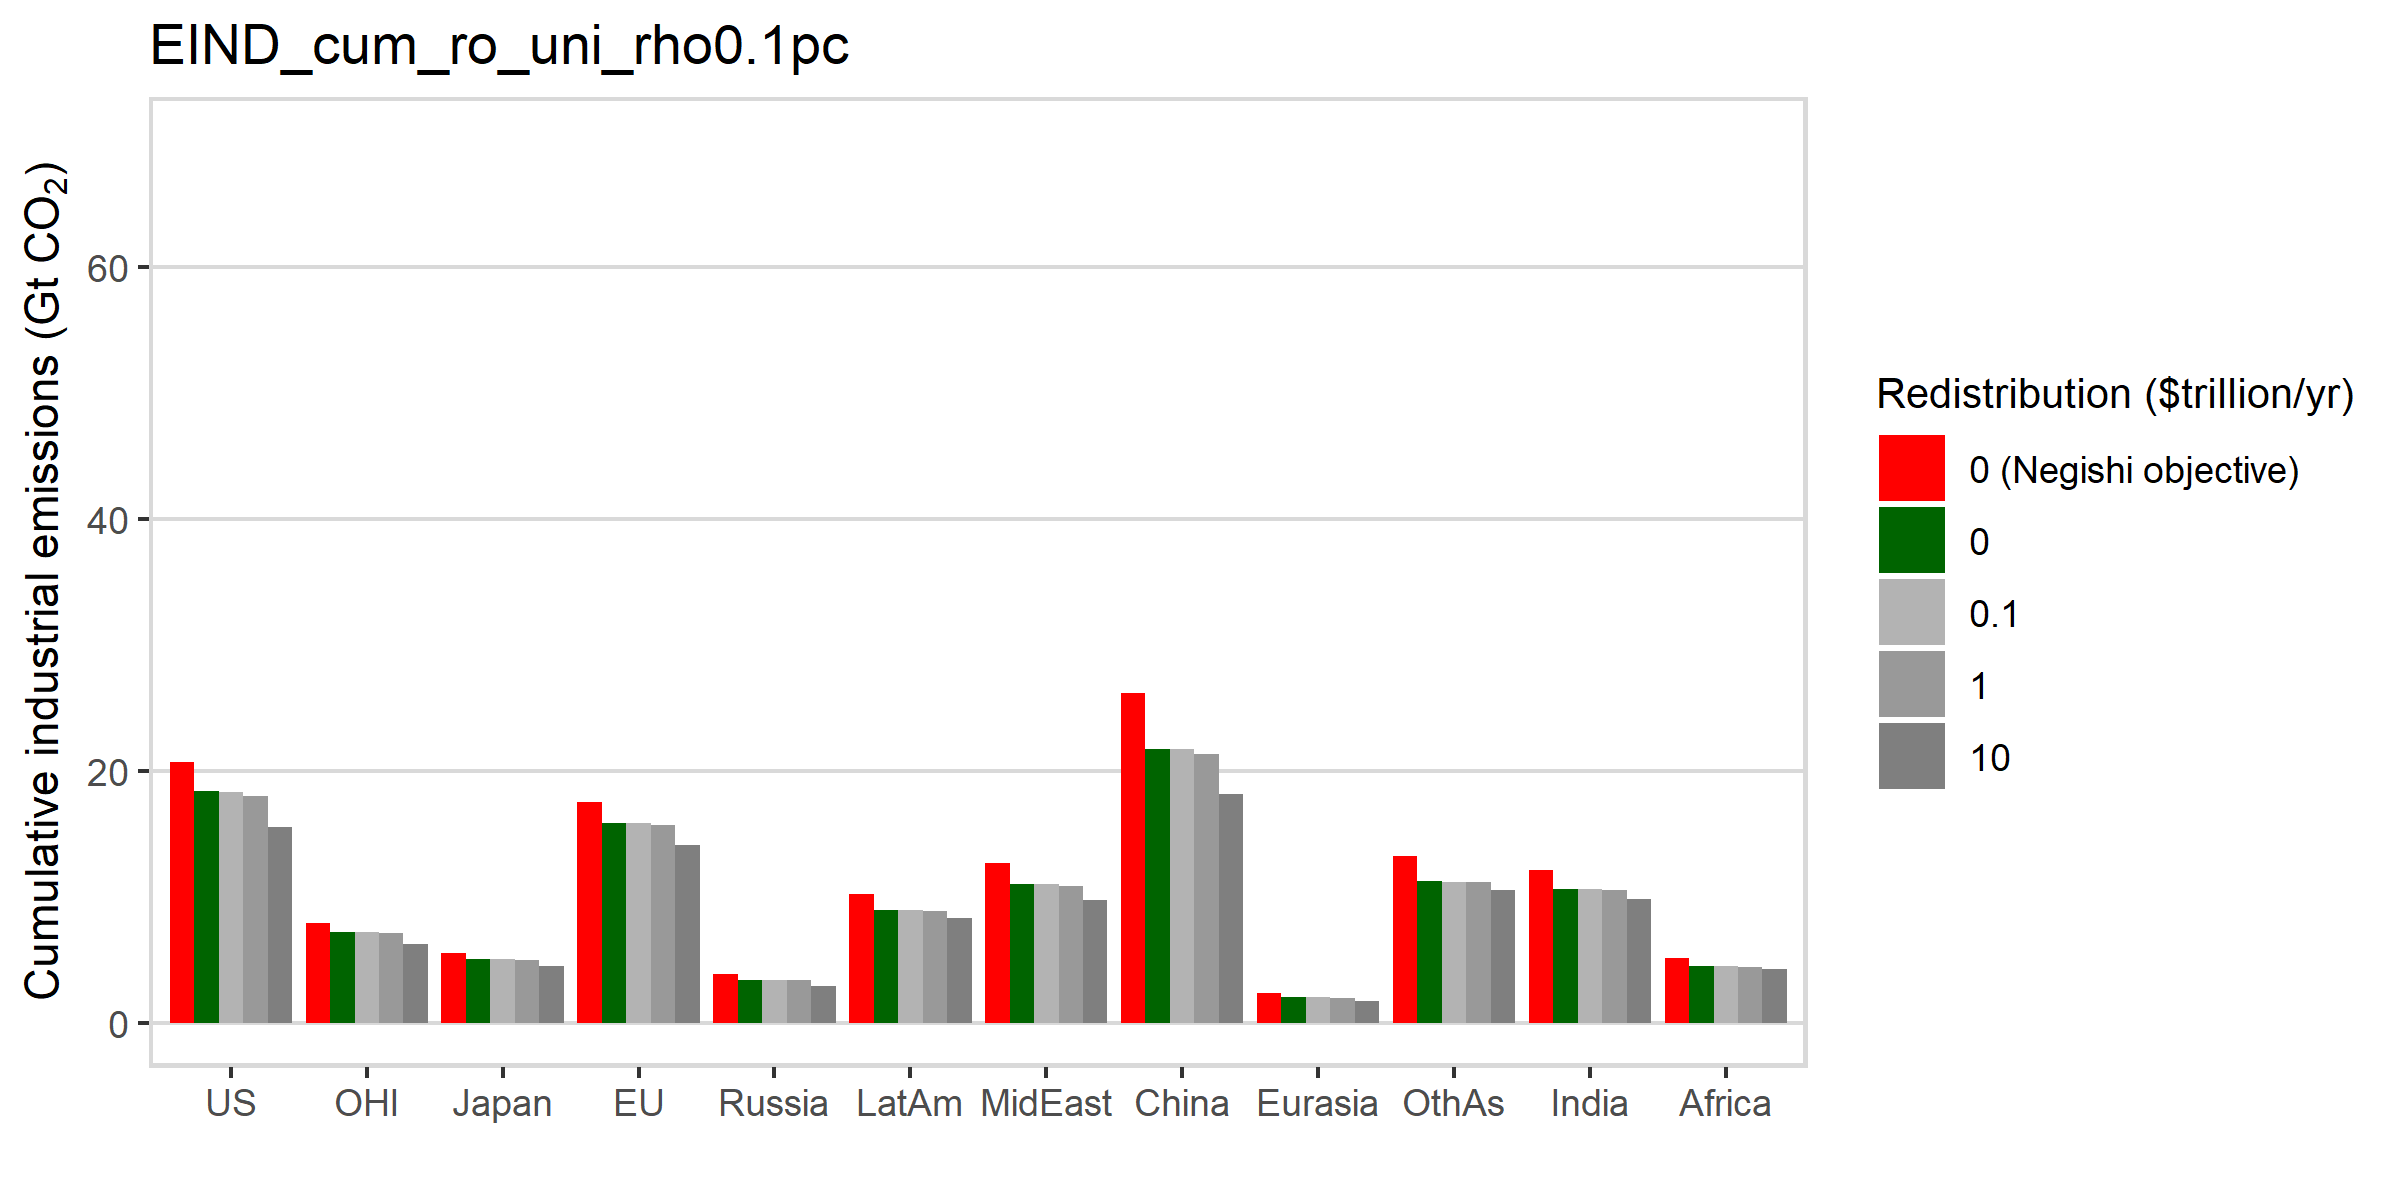 EIND_cum_ro_uni_rho0.1pc
Cumulative industrial emissions (Gt CO₂)
60
40
20
0
US OHI Japan EU Russia LatAm MidEast China Eurasia OthAs India Africa
Redistribution ($trillion/yr)
0 (Negishi objective)
0
0.1
1
10